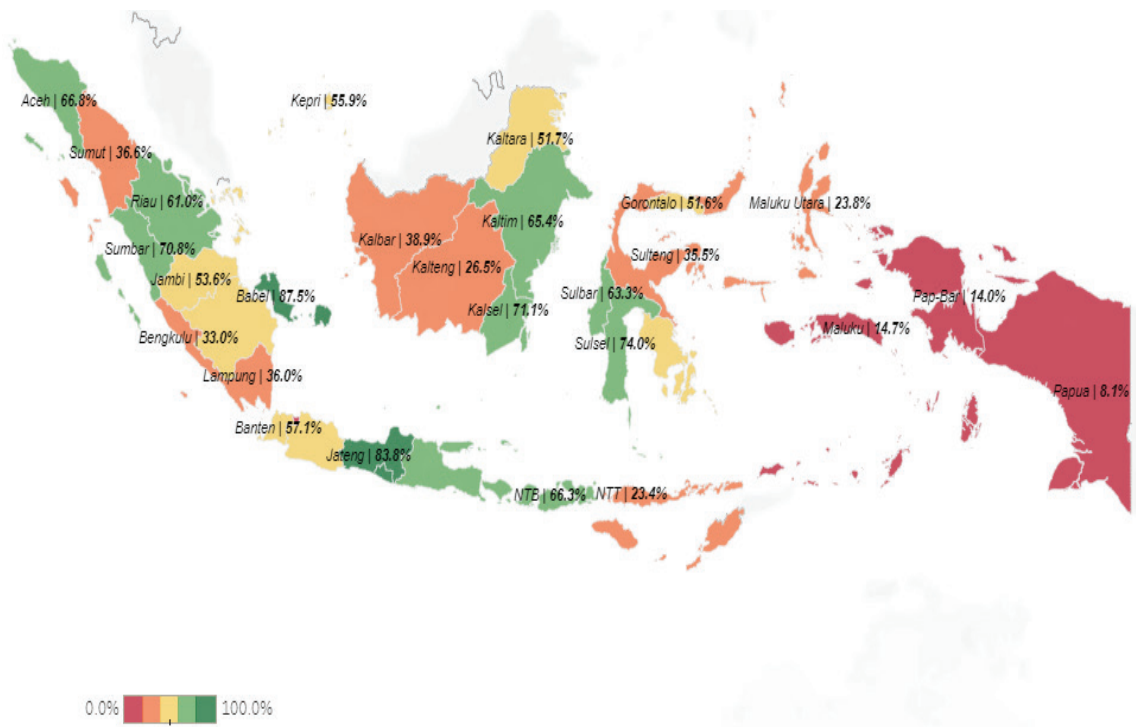 Aceh | 66.8%
Kepri | 55.9%
Kaltara | 51.7%
Sumut | 36.6%
Riau | 61.0%
Gorontalo | 51.6%
Maluku Utara | 23.8%
Kaltim | 65.4%
Kalbar | 38.9%
Sumbar | 70.8%
Sulteng | 35.5%
Kalteng | 26.5%
Jambi | 53.6%
Babel | 87.5%
Sulbar | 63.3%
Pap-Bar | 14.0%
Kalsel | 71.1%
Maluku | 14.7%
Bengkulu | 33.0%
Sulsel | 74.0%
Lampung | 36.0%
Papua | 8.1%
Banten | 57.1%
Jateng | 83.8%
NTB | 66.3%
NTT | 23.4%
0.0%
100.0%